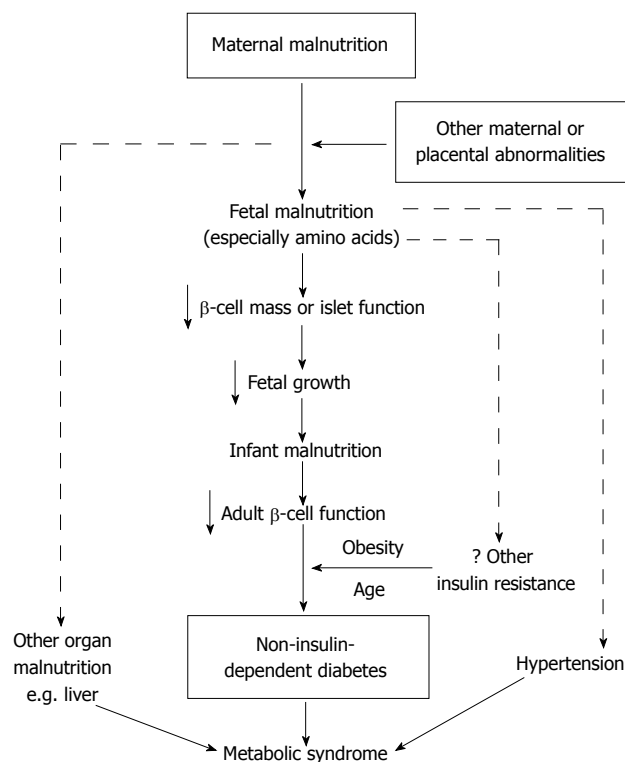 Maternal malnutrition
Other maternal or
placental abnormalities
Fetal malnutrition
(especially amino acids)
β-cell mass or islet function
Fetal growth
Infant malnutrition
Adult β-cell function
Obesity
Age
? Other
insulin resistance
Non-insulin-
dependent diabetes
Other organ
malnutrition
e.g. liver
Hypertension
Metabolic syndrome